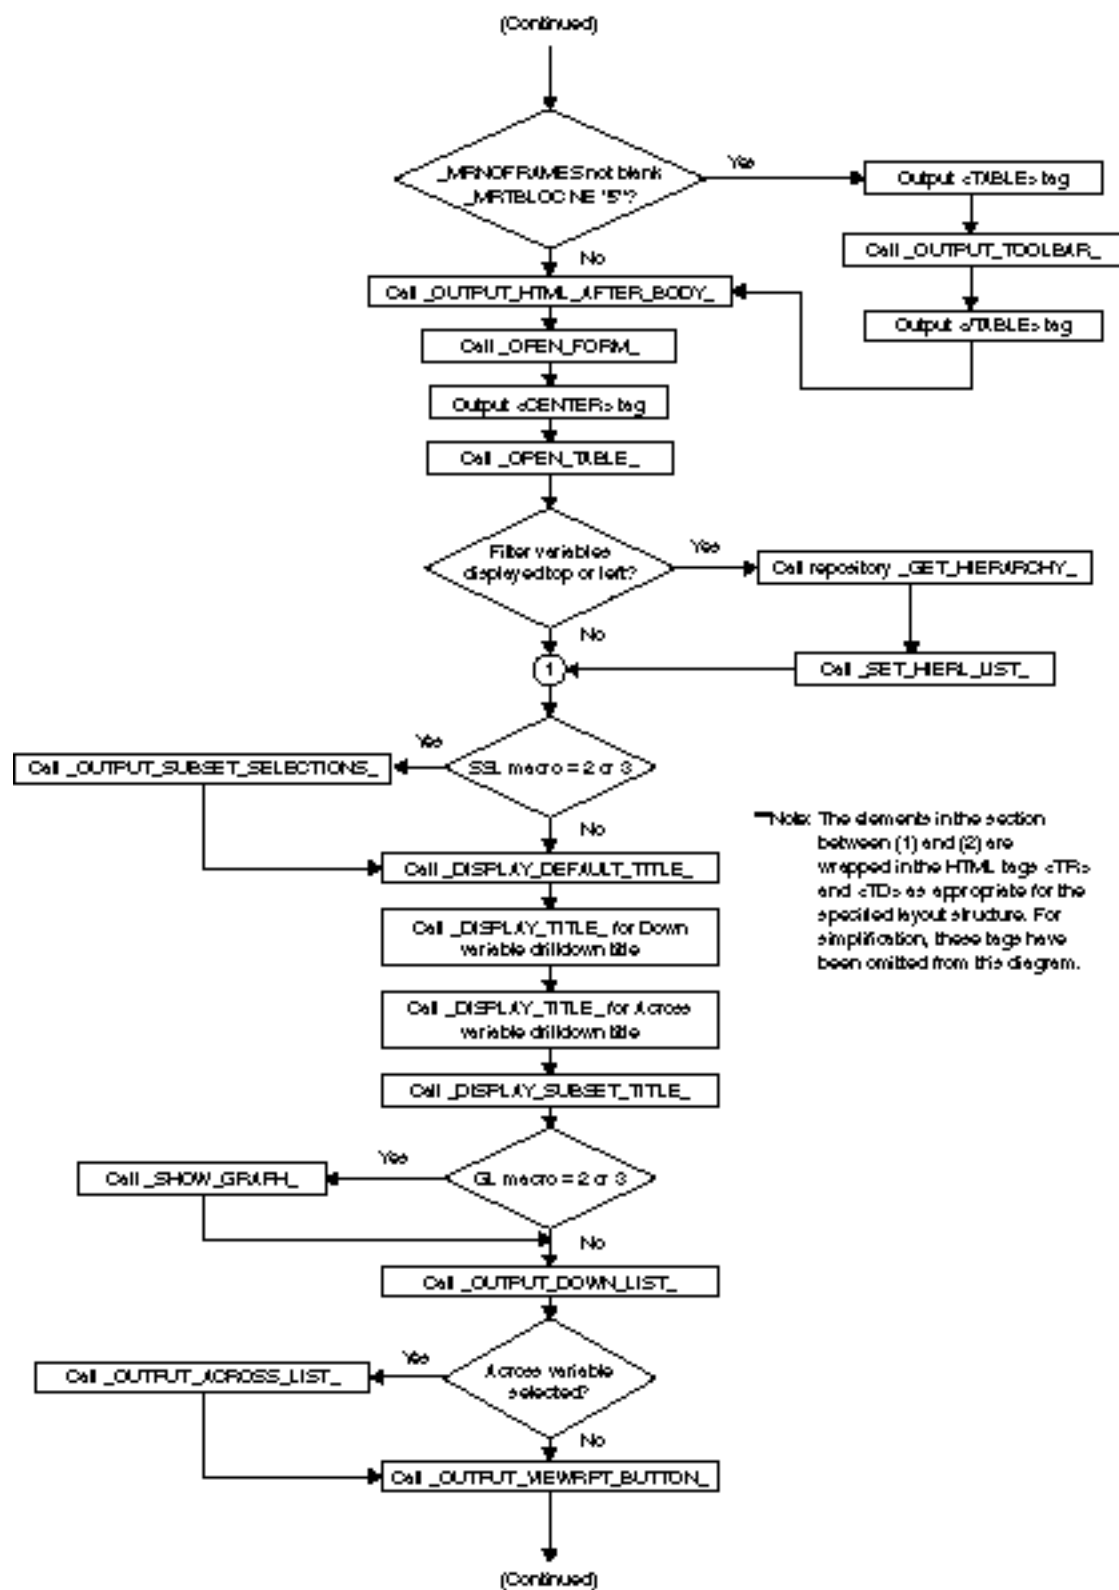 (Continued)
_MRNOFRAMES not blank
_MRTBLOC NE "S"?
Yes
Output <TABLE> tag
Call _OUTPUT_TOOLBAR_
Output </TABLE> tag
No
Call _OUTPUT_HTML_AFTER_BODY_
Call _OPEN_FORM_
Output <CENTER> tag
Call _OPEN_TABLE_
Filter variables
displayed top or left?
Yes
Call repository _GET_HIERARCHY_
Call _SET_HIERL_LIST_
No
1
SSL macro = 2 or 3
Yes
Call _OUTPUT_SUBSET_SELECTIONS_
No
**Note: The elements in the section
between (1) and (2) are
wrapped in the HTML tags <TR>
and <TD> as appropriate for the
specified layout structure. For
simplification, these tags have
been omitted from this diagram.
Call _DISPLAY_DEFAULT_TITLE_
Call _DISPLAY_TITLE_ for Down
variable drilldown title
Call _DISPLAY_TITLE_ for Across
variable drilldown title
Call _DISPLAY_SUBSET_TITLE_
GL macro = 2 or 3
Yes
Call _SHOW_GRAPH_
No
Call _OUTPUT_DOWN_LIST_
Across variable
selected?
Yes
Call _OUTPUT_ACROSS_LIST_
No
Call _OUTPUT_VIEWRPT_BUTTON_
(Continued)